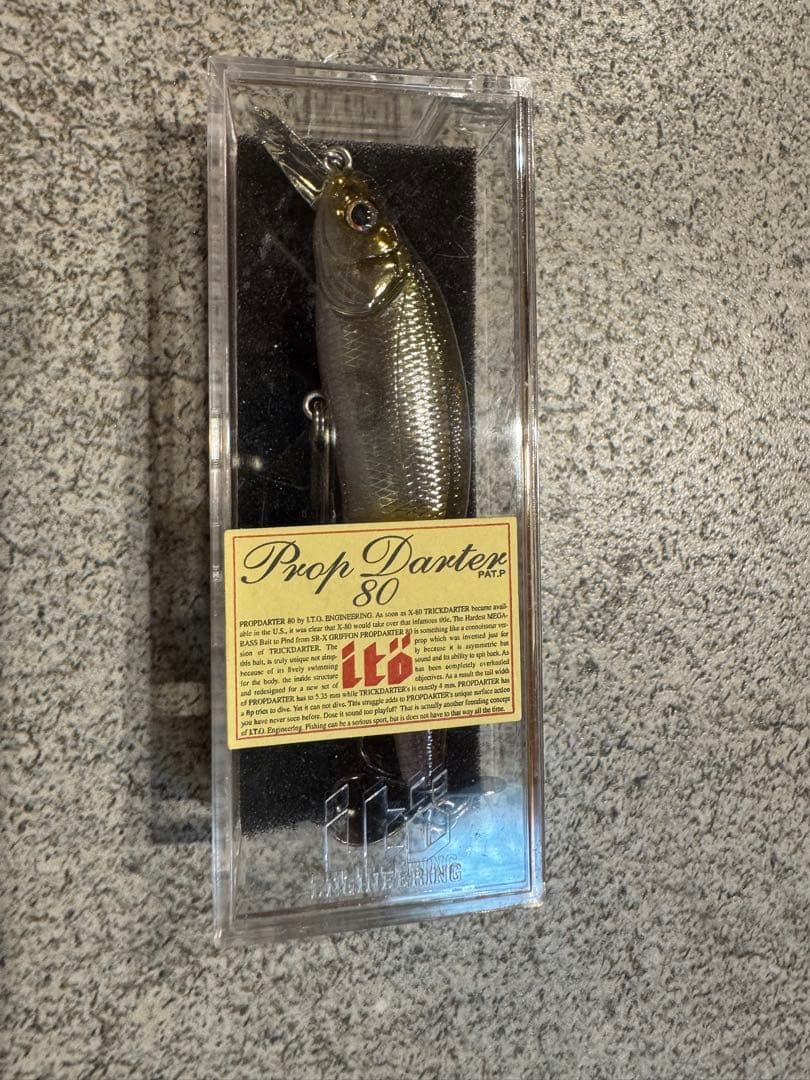 Prop Darter
PAT.P
80
PROPDARTER 80 by I.T.O. ENGINEERING. As soon as X-80 TRICKDARTER became avail-
able in the U.S., it was clear that X-80 would take over that infamous title, The Hardest MEGA-
BASS Bait to Find from SR-X GRIFFON PROPDARTER 80 is something like a connoisseur ver-
sion of TRICKDARTER. The prop which was invented just for
this bait, is truly unique not simp- ly because it is asymmetric but
because of its lively swimming sound and its ability to spit back. As
for the body, the inside structure has been completely overhauled
and redesigned for a new set of objectives. As a result the tail width
itö
of PROPDARTER has to 5.35 mm while TRICKDARTER's is exactly 4 mm. PROPDARTER has
a flip tries to dive. Yet it can not dive. This struggle adds to PROPDARTER's unique surface action
you have never seen before. Dose it sound too playful? That is actually another founding concept
of I.T.O. Engineering. Fishing can be a serious sport, but is does not have to that way all the time.
itö
ENGINEERING